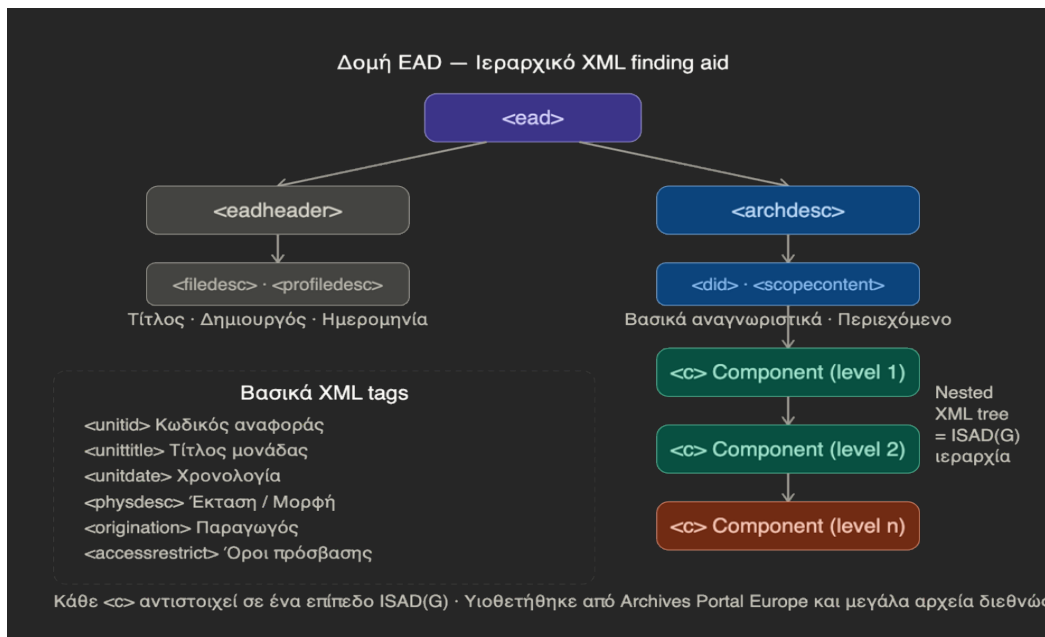 Δομή EAD — Ιεραρχικό XML finding aid
<ead>
<eadheader>
<archdesc>
<filedesc> · <profiledesc>
<did> · <scopecontent>
Τίτλος · Δημιουργός · Ημερομηνία
Βασικά αναγνωριστικά · Περιεχόμενο
<c> Component (level 1)
Nested
XML tree
= ISAD(G)
ιεραρχία
<c> Component (level 2)
<c> Component (level n)
Βασικά XML tags
<unitid> Κωδικός αναφοράς
<unittitle> Τίτλος μονάδας
<unitdate> Χρονολογία
<physdesc> Έκταση / Μορφή
<origination> Παραγωγός
<accessrestrict> Όροι πρόσβασης
Κάθε <c> αντιστοιχεί σε ένα επίπεδο ISAD(G) · Υιοθετήθηκε από Archives Portal Europe και μεγάλα αρχεία διεθνώς